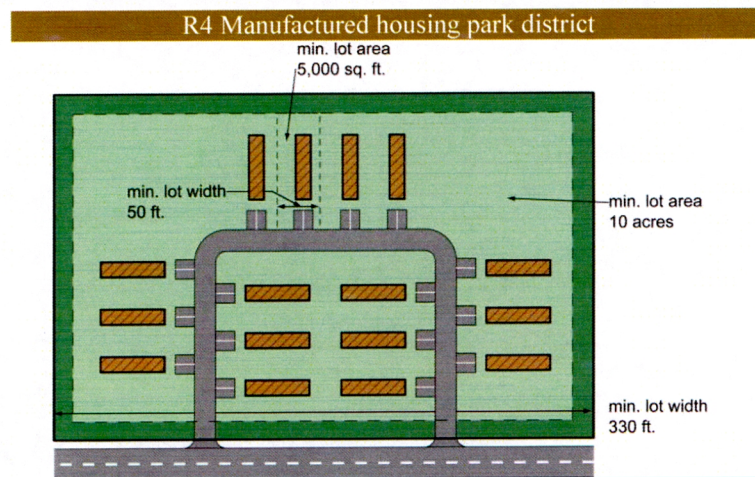 R4 Manufactured housing park district
min. lot area
5,000 sq. ft.
min. lot width
50 ft.
min. lot area
10 acres
min. lot width
330 ft.